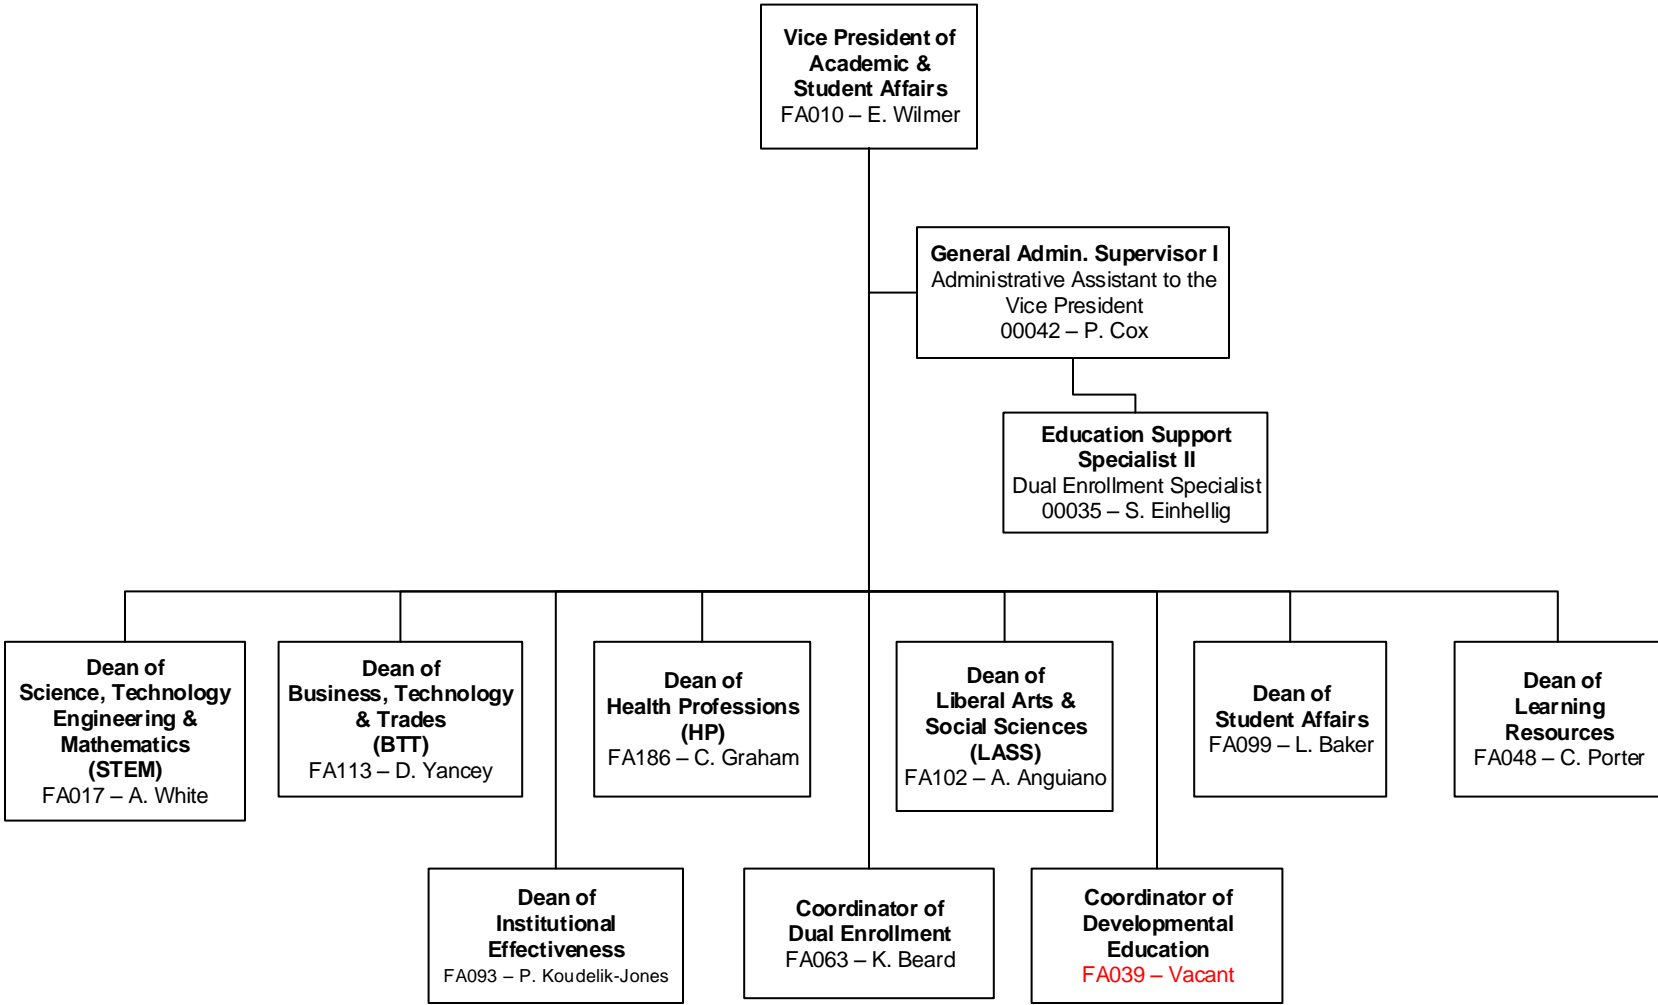 Vice President of
Academic &
Student Affairs
FA010 – E. Wilmer
General Admin. Supervisor I
Administrative Assistant to the
Vice President
00042 – P. Cox
Education Support
Specialist II
Dual Enrollment Specialist
00035 – S. Einhellig
Dean of
Science, Technology
Engineering &
Mathematics
(STEM)
FA017 – A. White
Dean of
Business, Technology
& Trades
(BTT)
FA113 – D. Yancey
Dean of
Health Professions
(HP)
FA186 – C. Graham
Dean of
Liberal Arts &
Social Sciences
(LASS)
FA102 – A. Anguiano
Dean of
Student Affairs
FA099 – L. Baker
Dean of
Learning
Resources
FA048 – C. Porter
Dean of
Institutional
Effectiveness
FA093 – P. Koudelik-Jones
Coordinator of
Dual Enrollment
FA063 – K. Beard
Coordinator of
Developmental
Education
FA039 – Vacant